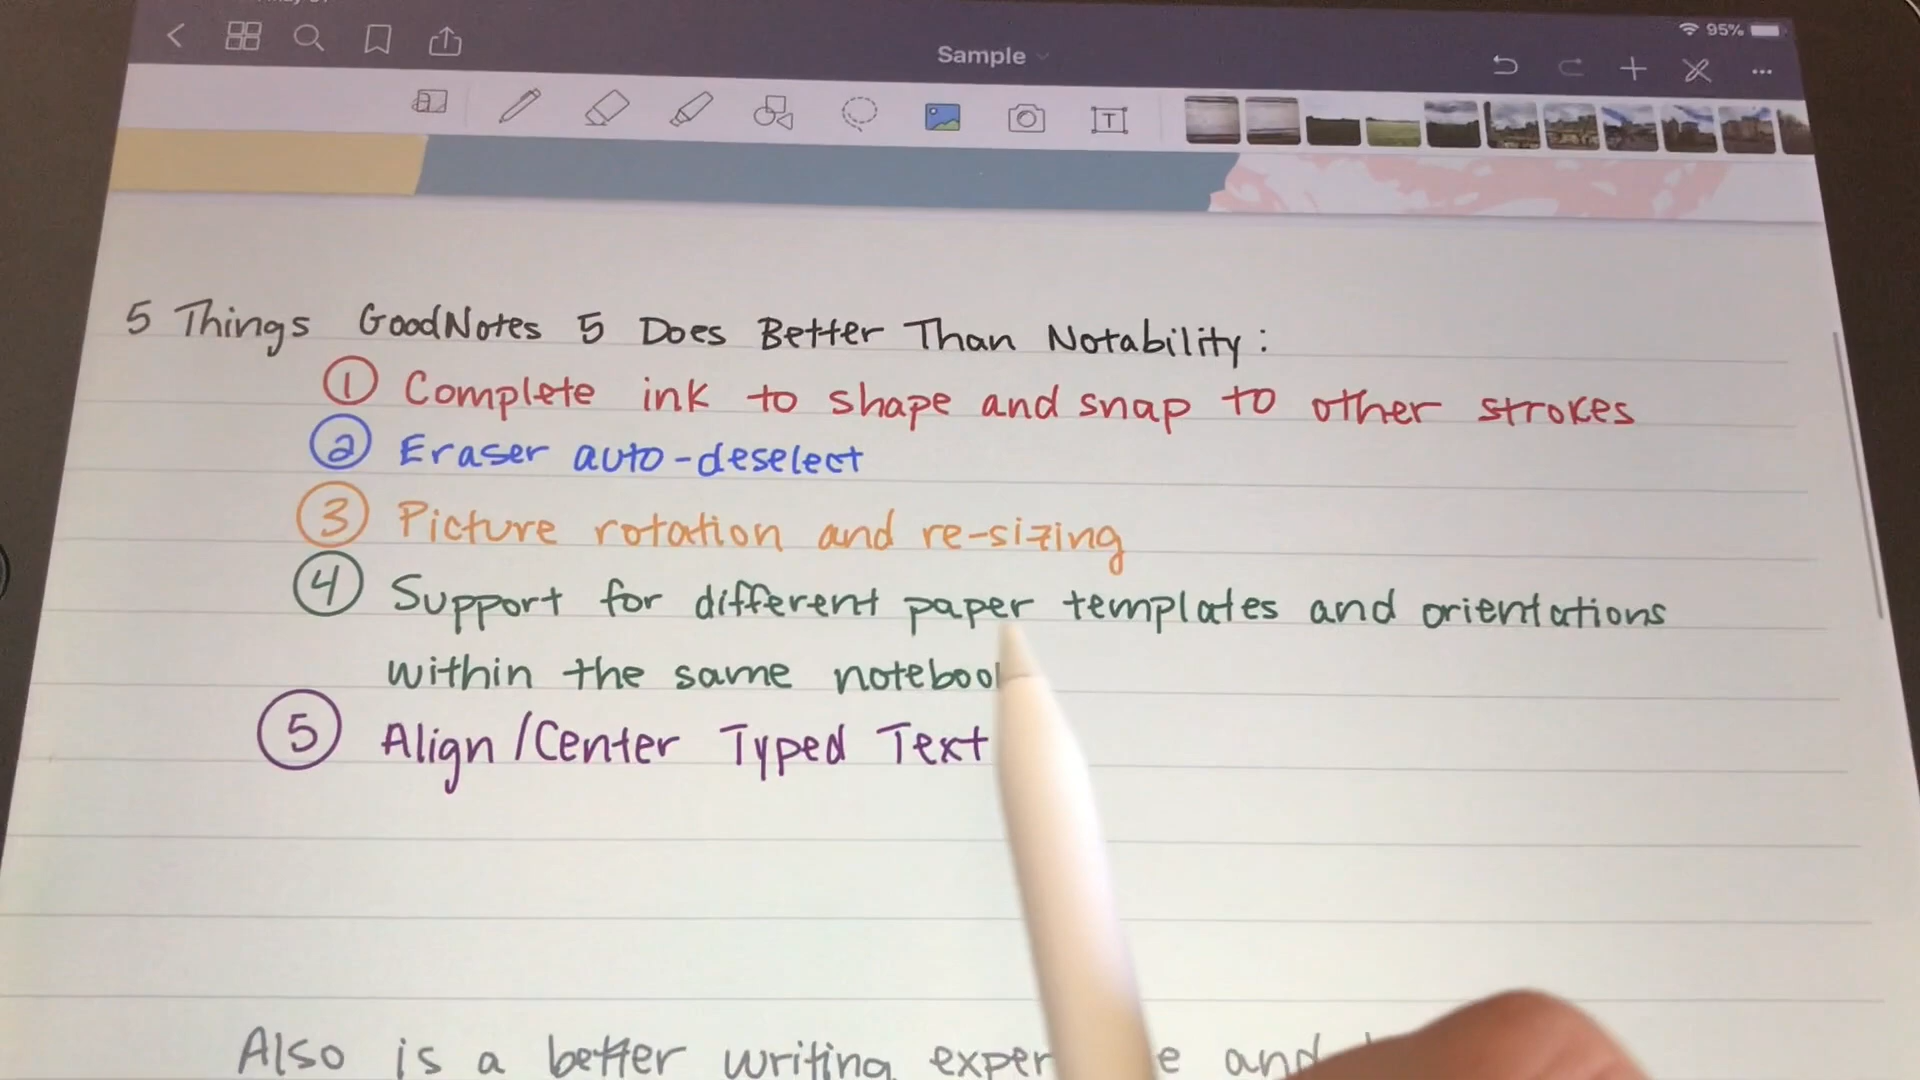 95%
Sample
T
5 Things GoodNotes 5 Does Better Than Notability:
① Complete ink to shape and snap to other strokes
② Eraser auto-deselect
③ Picture rotation and re-sizing
④ Support for different paper templates and orientations
within the same
⑤ Align/Center Typed Text
Also is a better writing and